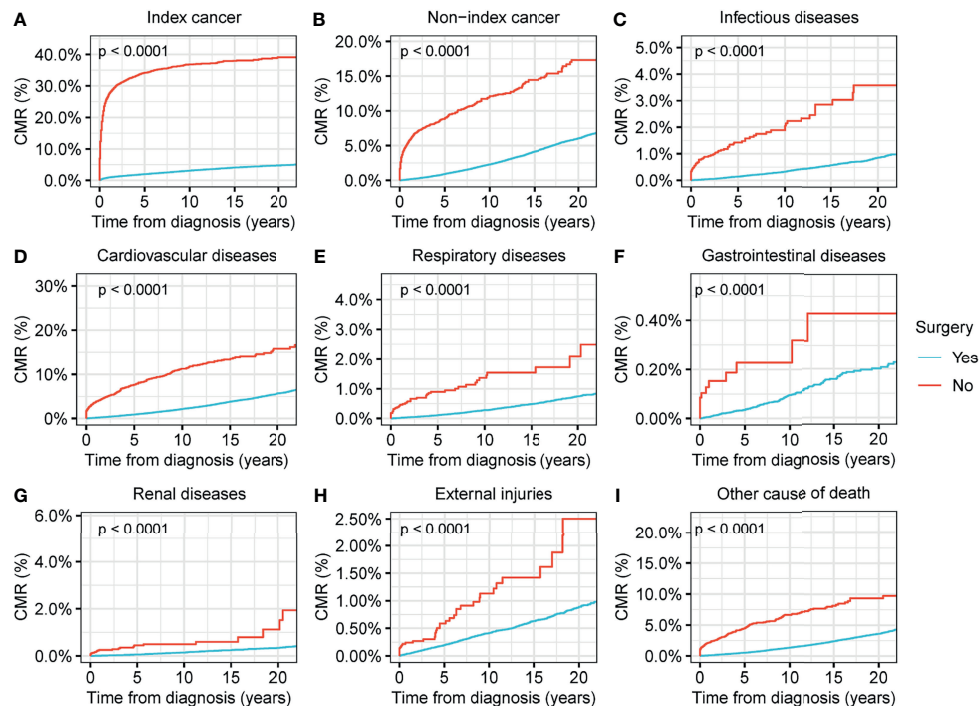 A Index cancer
p < 0.0001
40.0%
30.0%
20.0%
10.0%
0.0%
CMR (%)
0 5 10 15 20
Time from diagnosis (years)
B Non−index cancer
p < 0.0001
20.0%
15.0%
10.0%
5.0%
0.0%
CMR (%)
0 5 10 15 20
Time from diagnosis (years)
C Infectious diseases
p < 0.0001
5.0%
4.0%
3.0%
2.0%
1.0%
0.0%
CMR (%)
0 5 10 15 20
Time from diagnosis (years)
D Cardiovascular diseases
p < 0.0001
30%
20%
10%
0%
CMR (%)
0 5 10 15 20
Time from diagnosis (years)
E Respiratory diseases
p < 0.0001
4.0%
3.0%
2.0%
1.0%
0.0%
CMR (%)
0 5 10 15 20
Time from diagnosis (years)
F Gastrointestinal diseases
p < 0.0001
0.40%
0.20%
0.00%
CMR (%)
0 5 10 15 20
Time from diagnosis (years)
Surgery
Yes
No
G Renal diseases
p < 0.0001
6.0%
4.0%
2.0%
0.0%
CMR (%)
0 5 10 15 20
Time from diagnosis (years)
H External injuries
p < 0.0001
2.50%
2.00%
1.50%
1.00%
0.50%
0.00%
CMR (%)
0 5 10 15 20
Time from diagnosis (years)
I Other cause of death
p < 0.0001
20.0%
15.0%
10.0%
5.0%
0.0%
CMR (%)
0 5 10 15 20
Time from diagnosis (years)